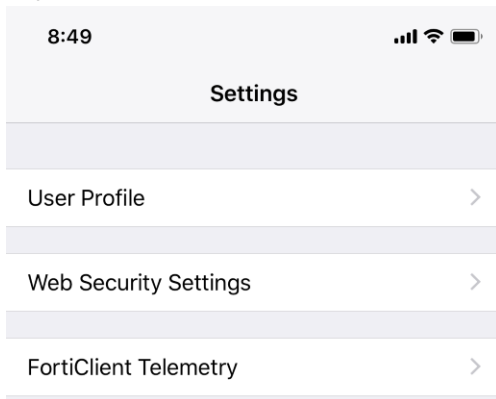 8:49
Settings
User Profile
Web Security Settings
FortiClient Telemetry